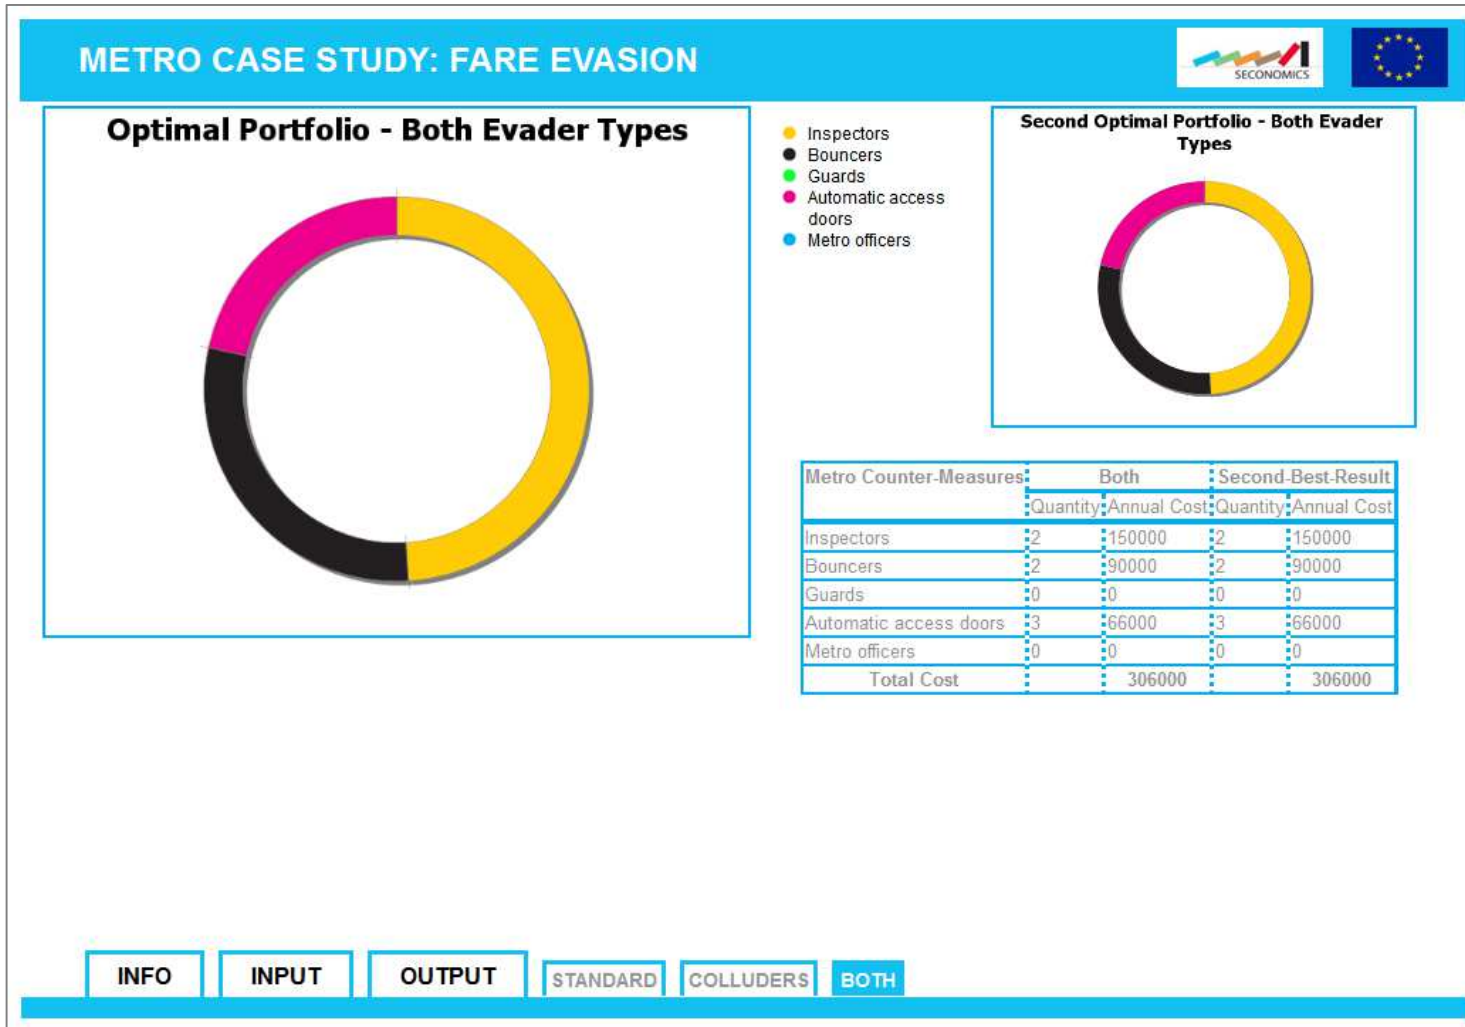 METRO CASE STUDY: FARE EVASION
SECONOMICS
Optimal Portfolio - Both Evader Types
Inspectors
Bouncers
Guards
Automatic access
doors
Metro officers
Second Optimal Portfolio - Both Evader
Types
Metro Counter-Measures Both Second-Best-Result
Quantity Annual Cost Quantity Annual Cost
Inspectors 2 150000 2 150000
Bouncers 2 90000 2 90000
Guards 0 0 0 0
Automatic access doors 3 66000 3 66000
Metro officers 0 0 0 0
Total Cost 306000 306000
INFO INPUT OUTPUT STANDARD COLLUDERS BOTH